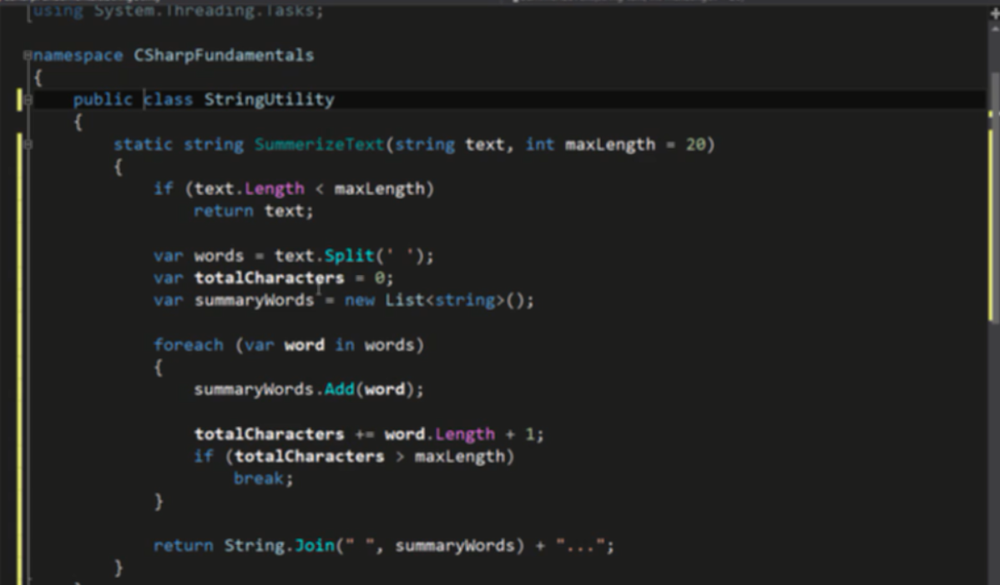 using System.Threading.Tasks;
namespace CSharpFundamentals
{
public class StringUtility
{
static string SummerizeText(string text, int maxLength = 20)
{
if (text.Length < maxLength)
return text;
var words = text.Split(' ');
var totalCharacters = 0;
var summaryWords = new List<string>();
foreach (var word in words)
{
summaryWords.Add(word);
totalCharacters += word.Length + 1;
if (totalCharacters > maxLength)
break;
}
return String.Join(" ", summaryWords) + "...";
}